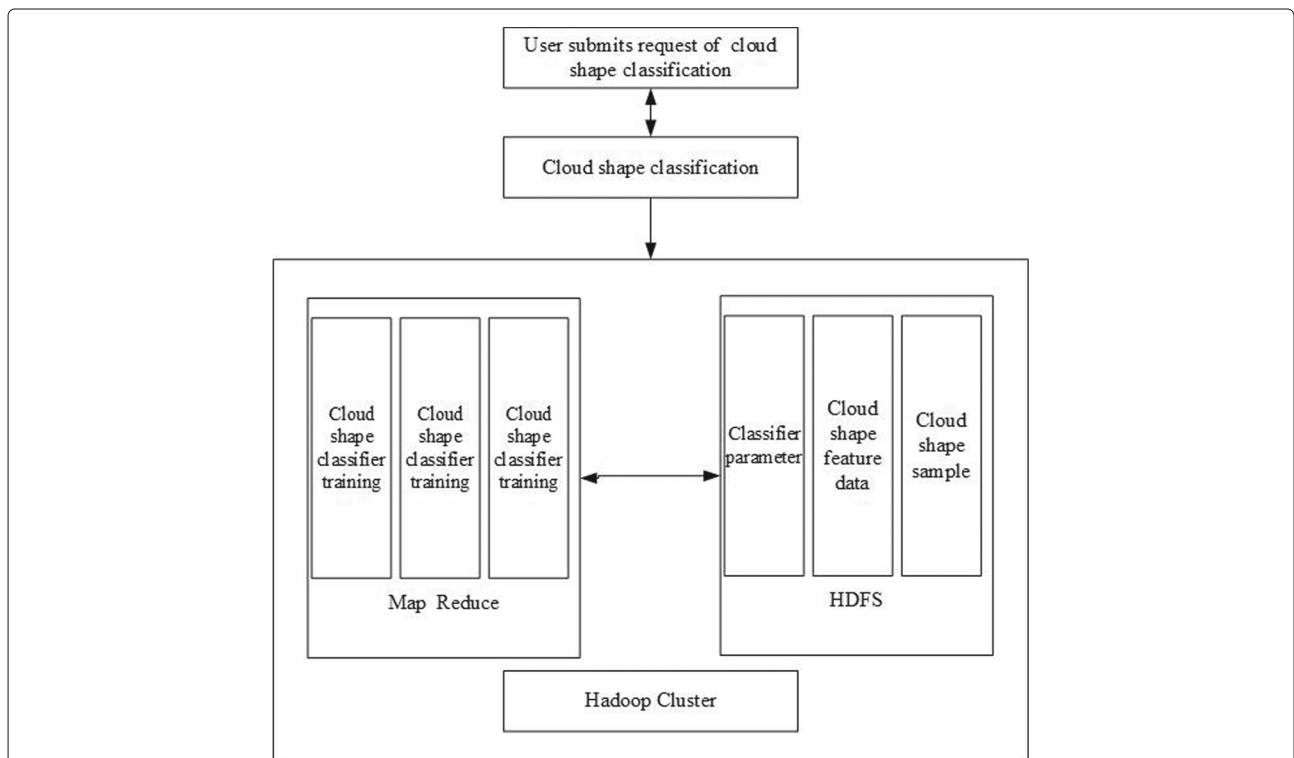 User submits request of cloud
shape classification
Cloud shape classification
Cloud
shape
classifier
training
Cloud
shape
classifier
training
Cloud
shape
classifier
training
Map Reduce
Classifier
parameter
Cloud
shape
feature
data
Cloud
shape
sample
HDFS
Hadoop Cluster